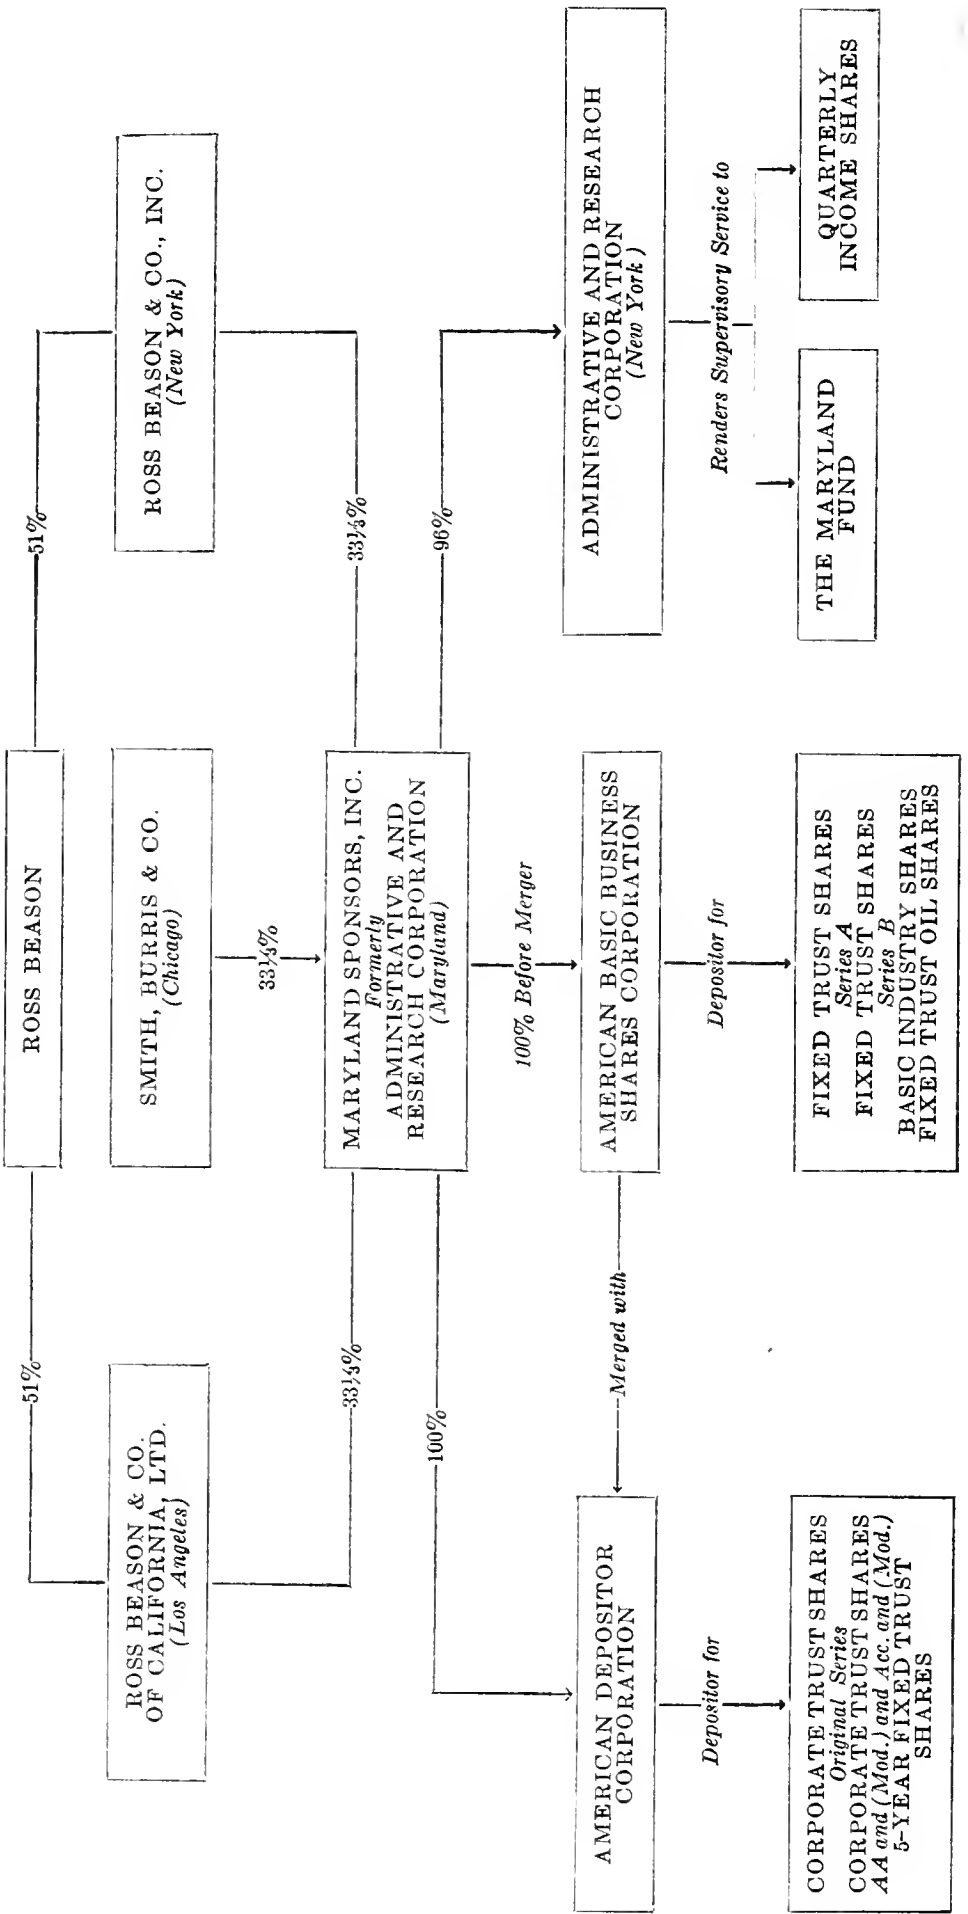 ROSS BEASON
51%
51%
ROSS BEASON & CO.
OF CALIFORNIA, LTD.
(Los Angeles)
SMITH, BURRIS & CO.
(Chicago)
ROSS BEASON & CO., INC.
(New York)
33⅓%
33⅓%
33⅓%
MARYLAND SPONSORS, INC.
Formerly
ADMINISTRATIVE AND
RESEARCH CORPORATION
(Maryland)
100%
100% Before Merger
96%
AMERICAN DEPOSITOR
CORPORATION
Merged with
AMERICAN BASIC BUSINESS
SHARES CORPORATION
ADMINISTRATIVE AND RESEARCH
CORPORATION
(New York)
Depositor for
Depositor for
Renders Supervisory Service to
CORPORATE TRUST SHARES
Original Series
CORPORATE TRUST SHARES
AA and (Mod.) and Acc. and (Mod.)
5-YEAR FIXED TRUST
SHARES
FIXED TRUST SHARES
Series A
FIXED TRUST SHARES
Series B
BASIC INDUSTRY SHARES
FIXED TRUST OIL SHARES
THE MARYLAND
FUND
QUARTERLY
INCOME SHARES